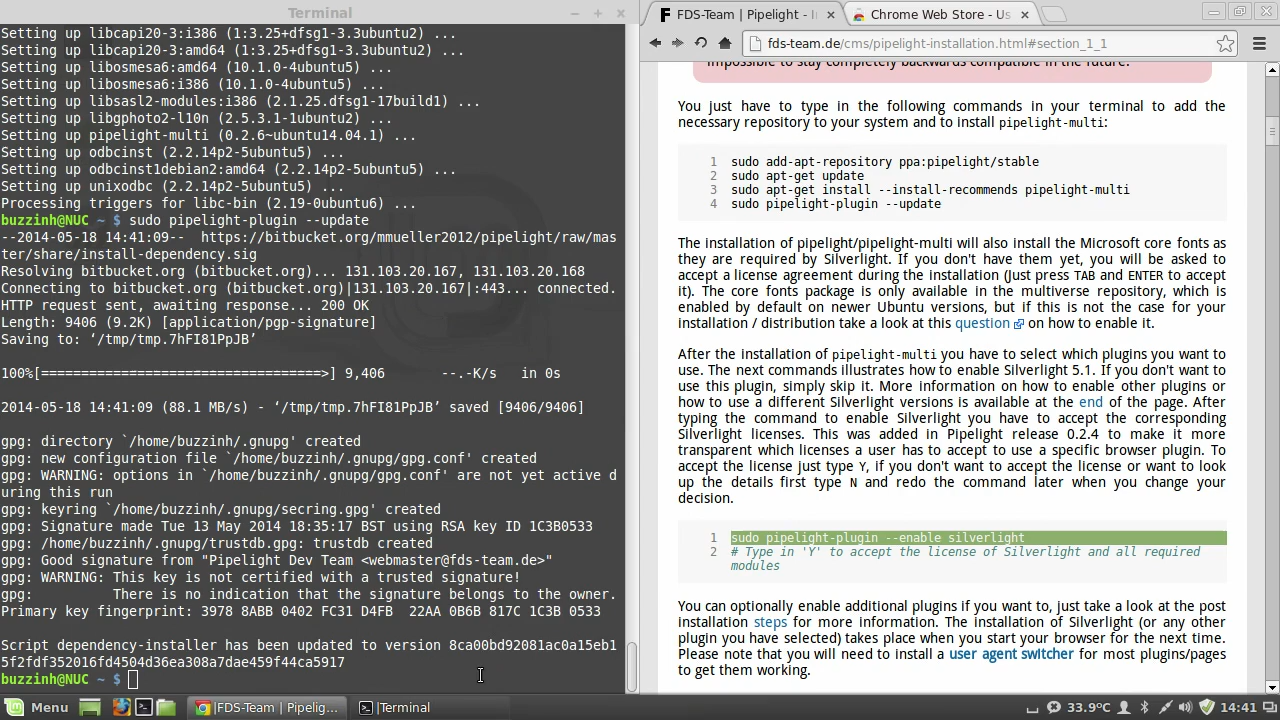 Terminal
Setting up libcapi20-3:i386 (1:3.25+dfsg1-3.3ubuntu2) ...
Setting up libcapi20-3:amd64 (1:3.25+dfsg1-3.3ubuntu2) ...
Setting up libosmesa6:amd64 (10.1.0-4ubuntu5) ...
Setting up libosmesa6:i386 (10.1.0-4ubuntu5) ...
Setting up libsasl2-modules:i386 (2.1.25.dfsg1-17build1) ...
Setting up libgphoto2-l10n (2.5.3.1-1ubuntu2) ...
Setting up pipelight-multi (0.2.6~ubuntu14.04.1) ...
Setting up odbcinst (2.2.14p2-5ubuntu5) ...
Setting up odbcinst1debian2:amd64 (2.2.14p2-5ubuntu5) ...
Setting up unixodbc (2.2.14p2-5ubuntu5) ...
Processing triggers for libc-bin (2.19-0ubuntu6) ...
buzzinh@NUC ~ $ sudo pipelight-plugin --update
--2014-05-18 14:41:09--  https://bitbucket.org/mmueller2012/pipelight/raw/mas
ter/share/install-dependency.sig
Resolving bitbucket.org (bitbucket.org)... 131.103.20.167, 131.103.20.168
Connecting to bitbucket.org (bitbucket.org)|131.103.20.167|:443... connected.
HTTP request sent, awaiting response... 200 OK
Length: 9406 (9.2K) [application/pgp-signature]
Saving to: ‘/tmp/tmp.7hFI81PpJB’
100%[===================================>] 9,406       --.-K/s   in 0s
2014-05-18 14:41:09 (88.1 MB/s) - ‘/tmp/tmp.7hFI81PpJB’ saved [9406/9406]
gpg: directory `/home/buzzinh/.gnupg' created
gpg: new configuration file `/home/buzzinh/.gnupg/gpg.conf' created
gpg: WARNING: options in `/home/buzzinh/.gnupg/gpg.conf' are not yet active d
uring this run
gpg: keyring `/home/buzzinh/.gnupg/secring.gpg' created
gpg: Signature made Tue 13 May 2014 18:35:17 BST using RSA key ID 1C3B0533
gpg: /home/buzzinh/.gnupg/trustdb.gpg: trustdb created
gpg: Good signature from "Pipelight Dev Team <webmaster@fds-team.de>"
gpg: WARNING: This key is not certified with a trusted signature!
gpg:          There is no indication that the signature belongs to the owner.
Primary key fingerprint: 3978 8ABB 0402 FC31 D4FB  22AA 0B6B 817C 1C3B 0533
Script dependency-installer has been updated to version 8ca00bd92081ac0a15eb1
5f2fdf352016fd4504d36ea308a7dae459f44ca5917
buzzinh@NUC ~ $
FDS-Team | Pipelight - I
Chrome Web Store - Us
fds-team.de/cms/pipelight-installation.html#section_1_1
impossible to stay completely backwards compatible in the future.
You just have to type in the following commands in your terminal to add the
necessary repository to your system and to install pipelight-multi:
1 sudo add-apt-repository ppa:pipelight/stable
2 sudo apt-get update
3 sudo apt-get install --install-recommends pipelight-multi
4 sudo pipelight-plugin --update
The installation of pipelight/pipelight-multi will also install the Microsoft core fonts as
they are required by Silverlight. If you don't have them yet, you will be asked to
accept a license agreement during the installation (Just press TAB and ENTER to accept
it). The core fonts package is only available in the multiverse repository, which is
enabled by default on newer Ubuntu versions, but if this is not the case for your
installation / distribution take a look at this question on how to enable it.
After the installation of pipelight-multi you have to select which plugins you want to
use. The next commands illustrates how to enable Silverlight 5.1. If you don't want to
use this plugin, simply skip it. More information on how to enable other plugins or
how to use a different Silverlight versions is available at the end of the page. After
typing the command to enable Silverlight you have to accept the corresponding
Silverlight licenses. This was added in Pipelight release 0.2.4 to make it more
transparent which licenses a user has to accept to use a specific browser plugin. To
accept the license just type Y, if you don't want to accept the license or want to look
up the details first type N and redo the command later when you change your
decision.
1 sudo pipelight-plugin --enable silverlight
2 # Type in 'Y' to accept the license of Silverlight and all required
modules
You can optionally enable additional plugins if you want to, just take a look at the post
installation steps for more information. The installation of Silverlight (or any other
plugin you have selected) takes place when you start your browser for the next time.
Please note that you will need to install a user agent switcher for most plugins/pages
to get them working.
Menu
FDS-Team | Pipelig...
Terminal
33.9ºC
14:41